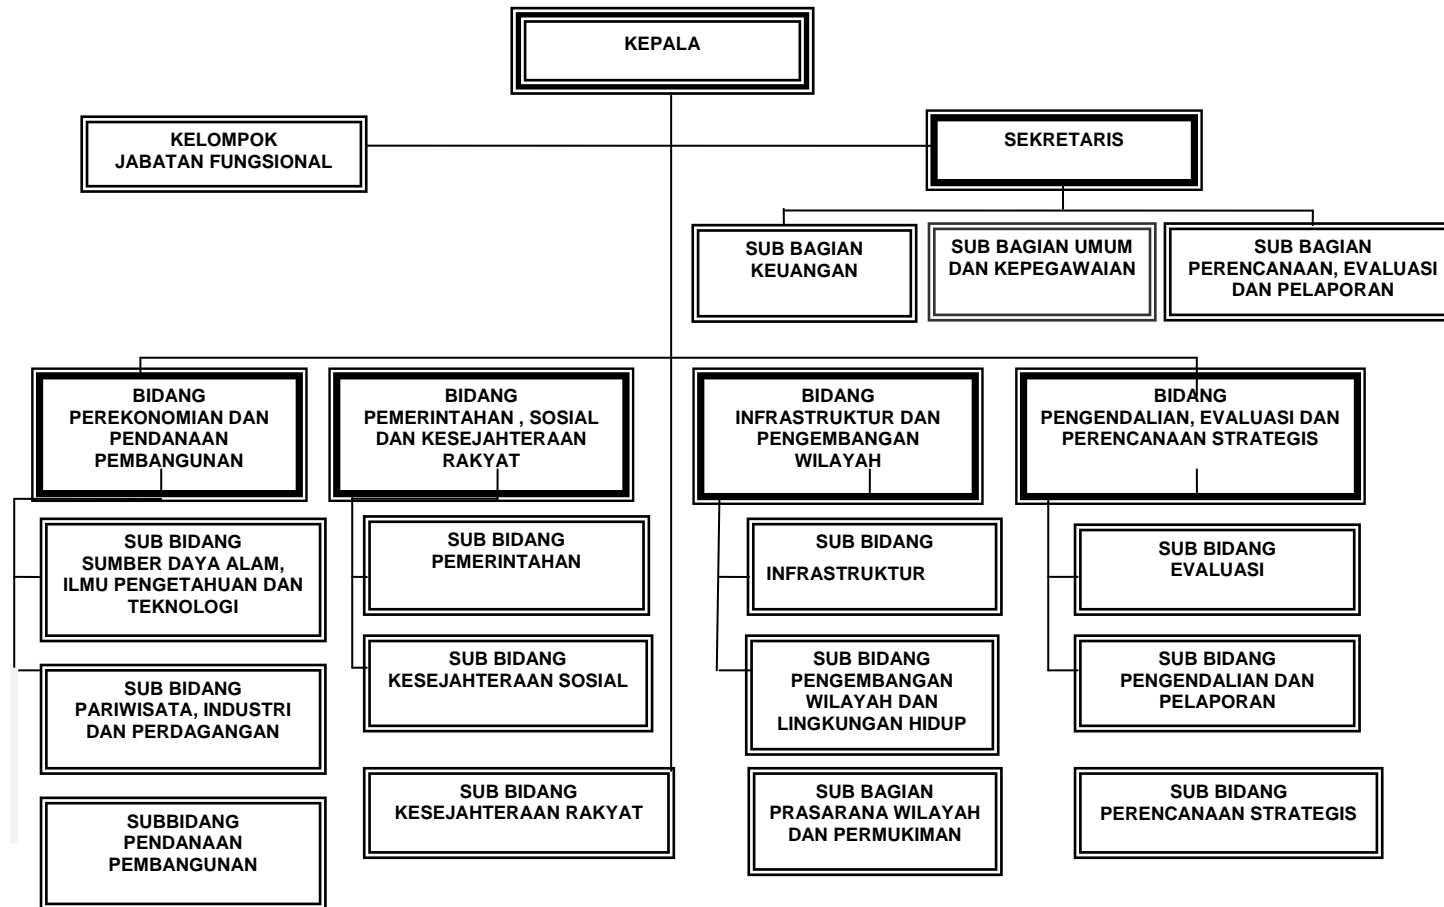 KEPALA
KELOMPOK
JABATAN FUNGSIONAL
SEKRETARIS
SUB BAGIAN
KEUANGAN
SUB BAGIAN UMUM
DAN KEPEGAWAIAN
SUB BAGIAN
PERENCANAAN, EVALUASI
DAN PELAPORAN
BIDANG
PEREKONOMIAN DAN
PENDANAAN
PEMBANGUNAN
BIDANG
PEMERINTAHAN , SOSIAL
DAN KESEJAHTERAAN
RAKYAT
BIDANG
INFRASTRUKTUR DAN
PENGEMBANGAN
WILAYAH
BIDANG
PENGENDALIAN, EVALUASI DAN
PERENCANAAN STRATEGIS
SUB BIDANG
SUMBER DAYA ALAM,
ILMU PENGETAHUAN DAN
TEKNOLOGI
SUB BIDANG
PEMERINTAHAN
SUB BIDANG
INFRASTRUKTUR
SUB BIDANG
EVALUASI
SUB BIDANG
PARIWISATA, INDUSTRI
DAN PERDAGANGAN
SUB BIDANG
KESEJAHTERAAN SOSIAL
SUB BIDANG
PENGEMBANGAN
WILAYAH DAN
LINGKUNGAN HIDUP
SUB BIDANG
PENGENDALIAN DAN
PELAPORAN
SUBBIDANG
PENDANAAN
PEMBANGUNAN
SUB BIDANG
KESEJAHTERAAN RAKYAT
SUB BAGIAN
PRASARANA WILAYAH
DAN PERMUKIMAN
SUB BIDANG
PERENCANAAN STRATEGIS